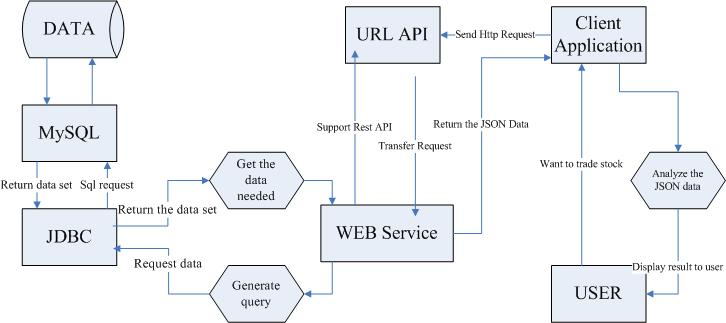 DATA
URL API
Send Http Request
Client
Application
MySQL
Support Rest API
Return the JSON Data
Transfer Request
Get the
data
needed
Want to trade stock
Analyze the
JSON data
Return data set
Sql request
Return the data set
JDBC
WEB Service
Request data
Generate
query
Display result to user
USER